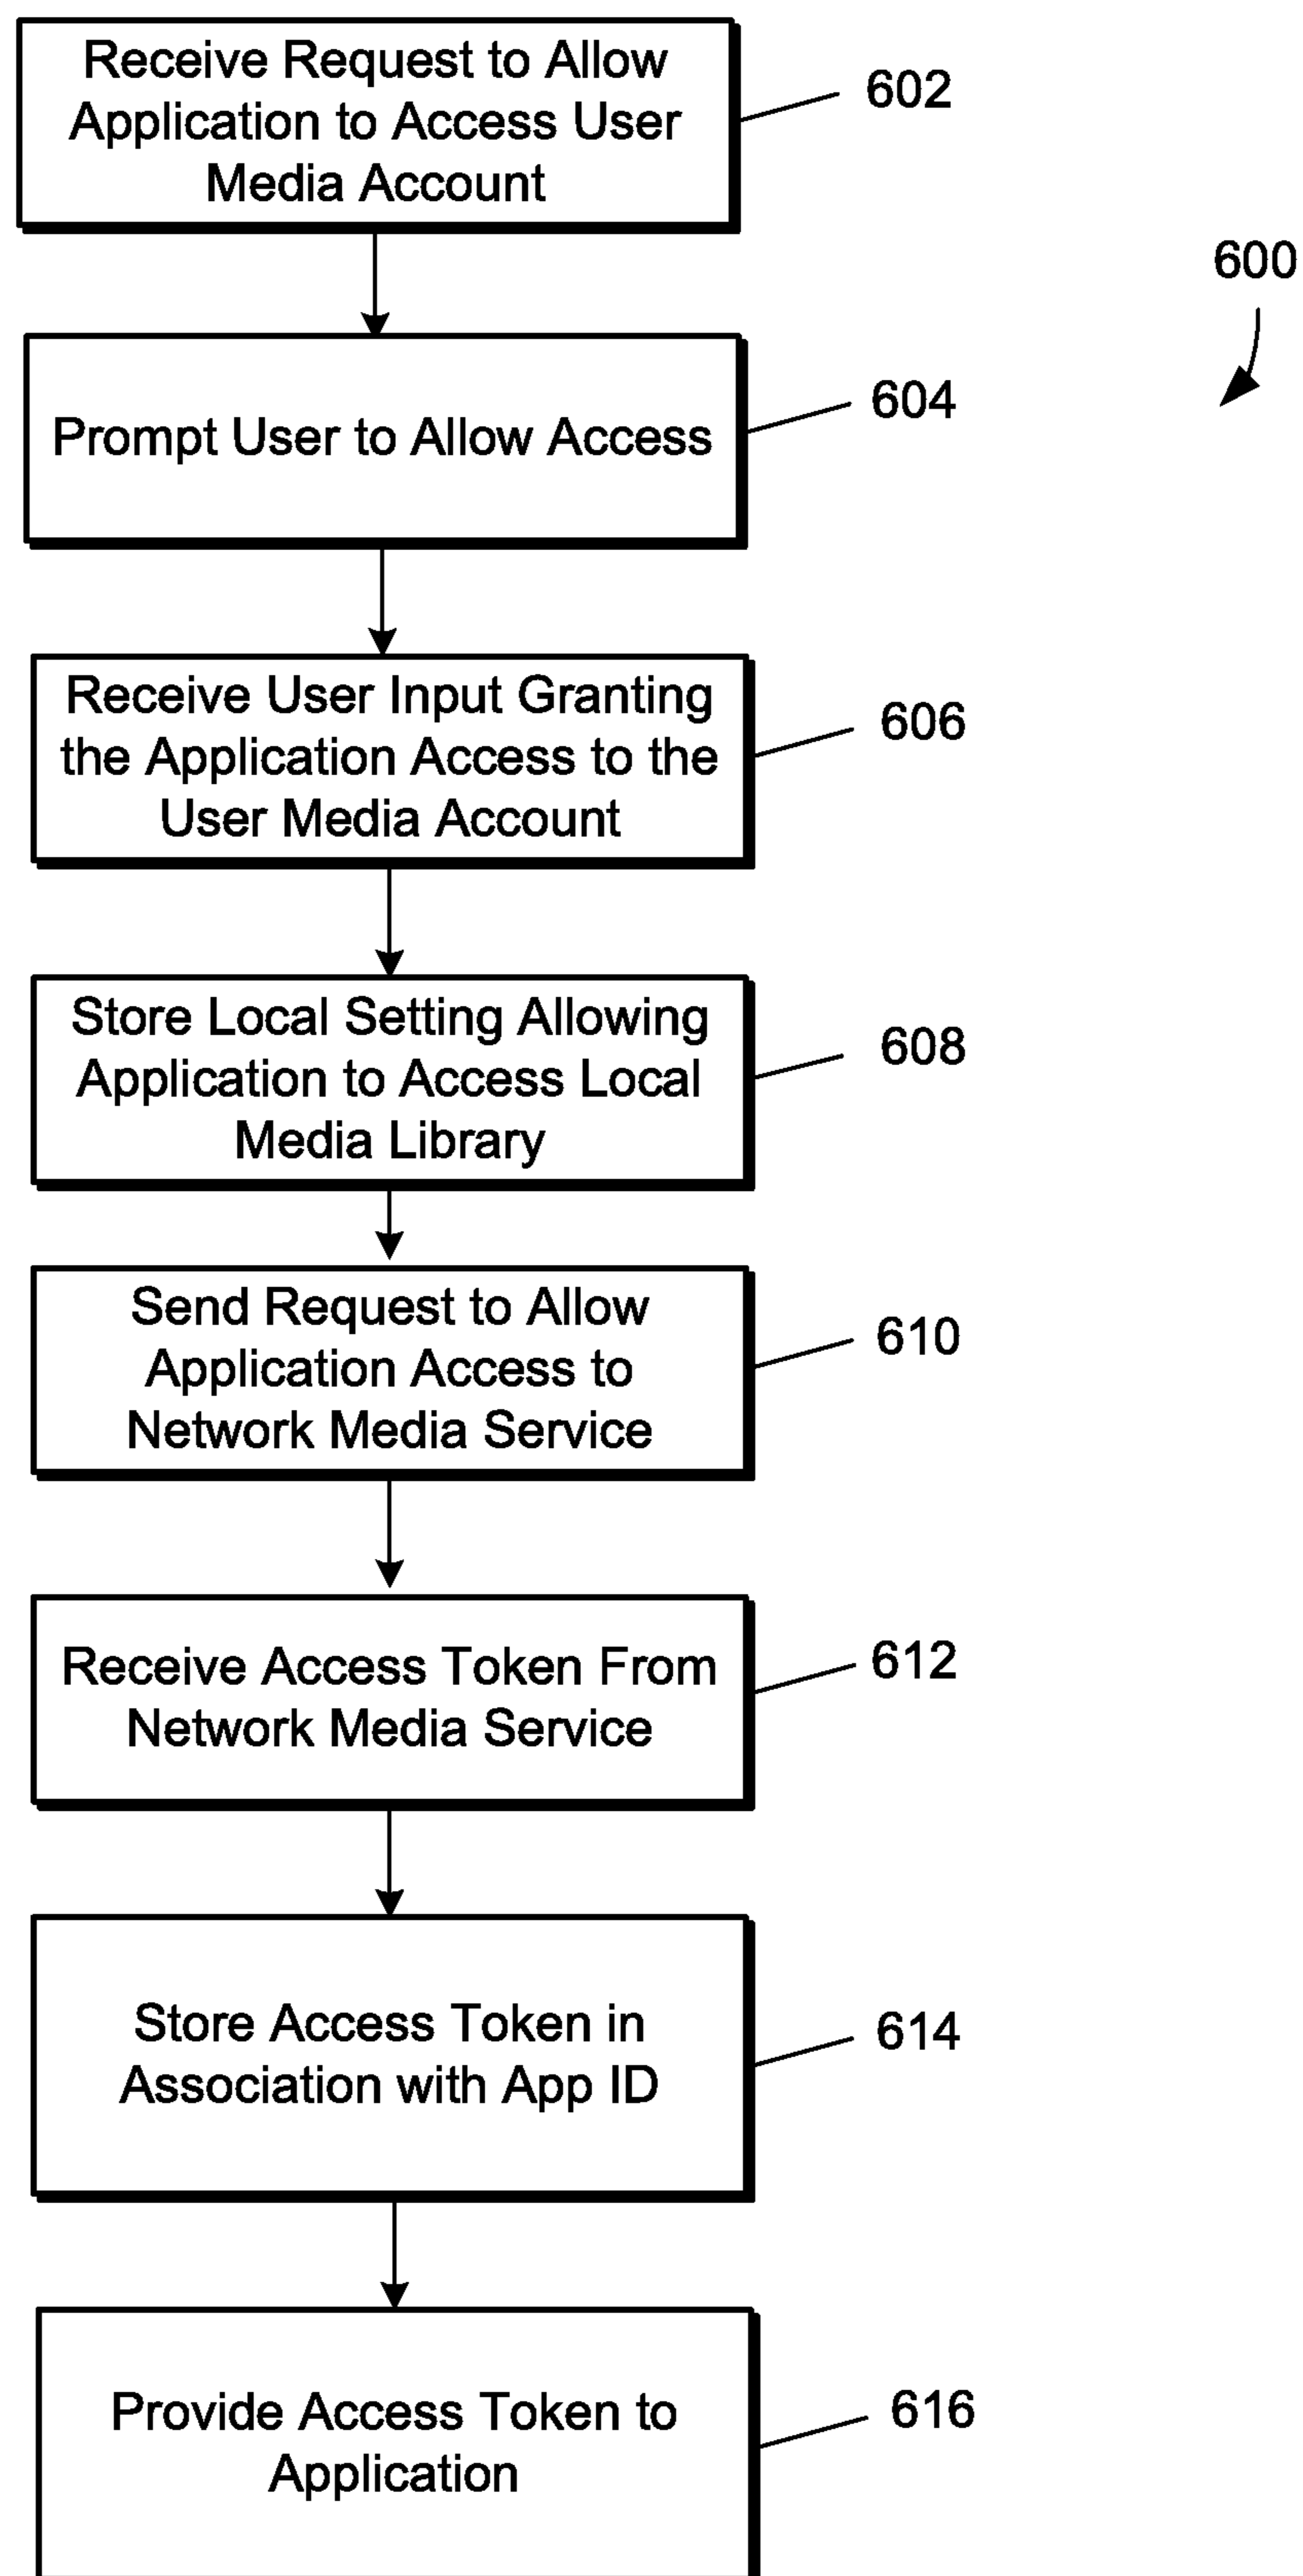 Receive Request to Allow
Application to Access User
Media Account
602
600
Prompt User to Allow Access
604
Receive User Input Granting
the Application Access to the
User Media Account
606
Store Local Setting Allowing
Application to Access Local
Media Library
608
Send Request to Allow
Application Access to
Network Media Service
610
Receive Access Token From
Network Media Service
612
Store Access Token in
Association with App ID
614
Provide Access Token to
Application
616